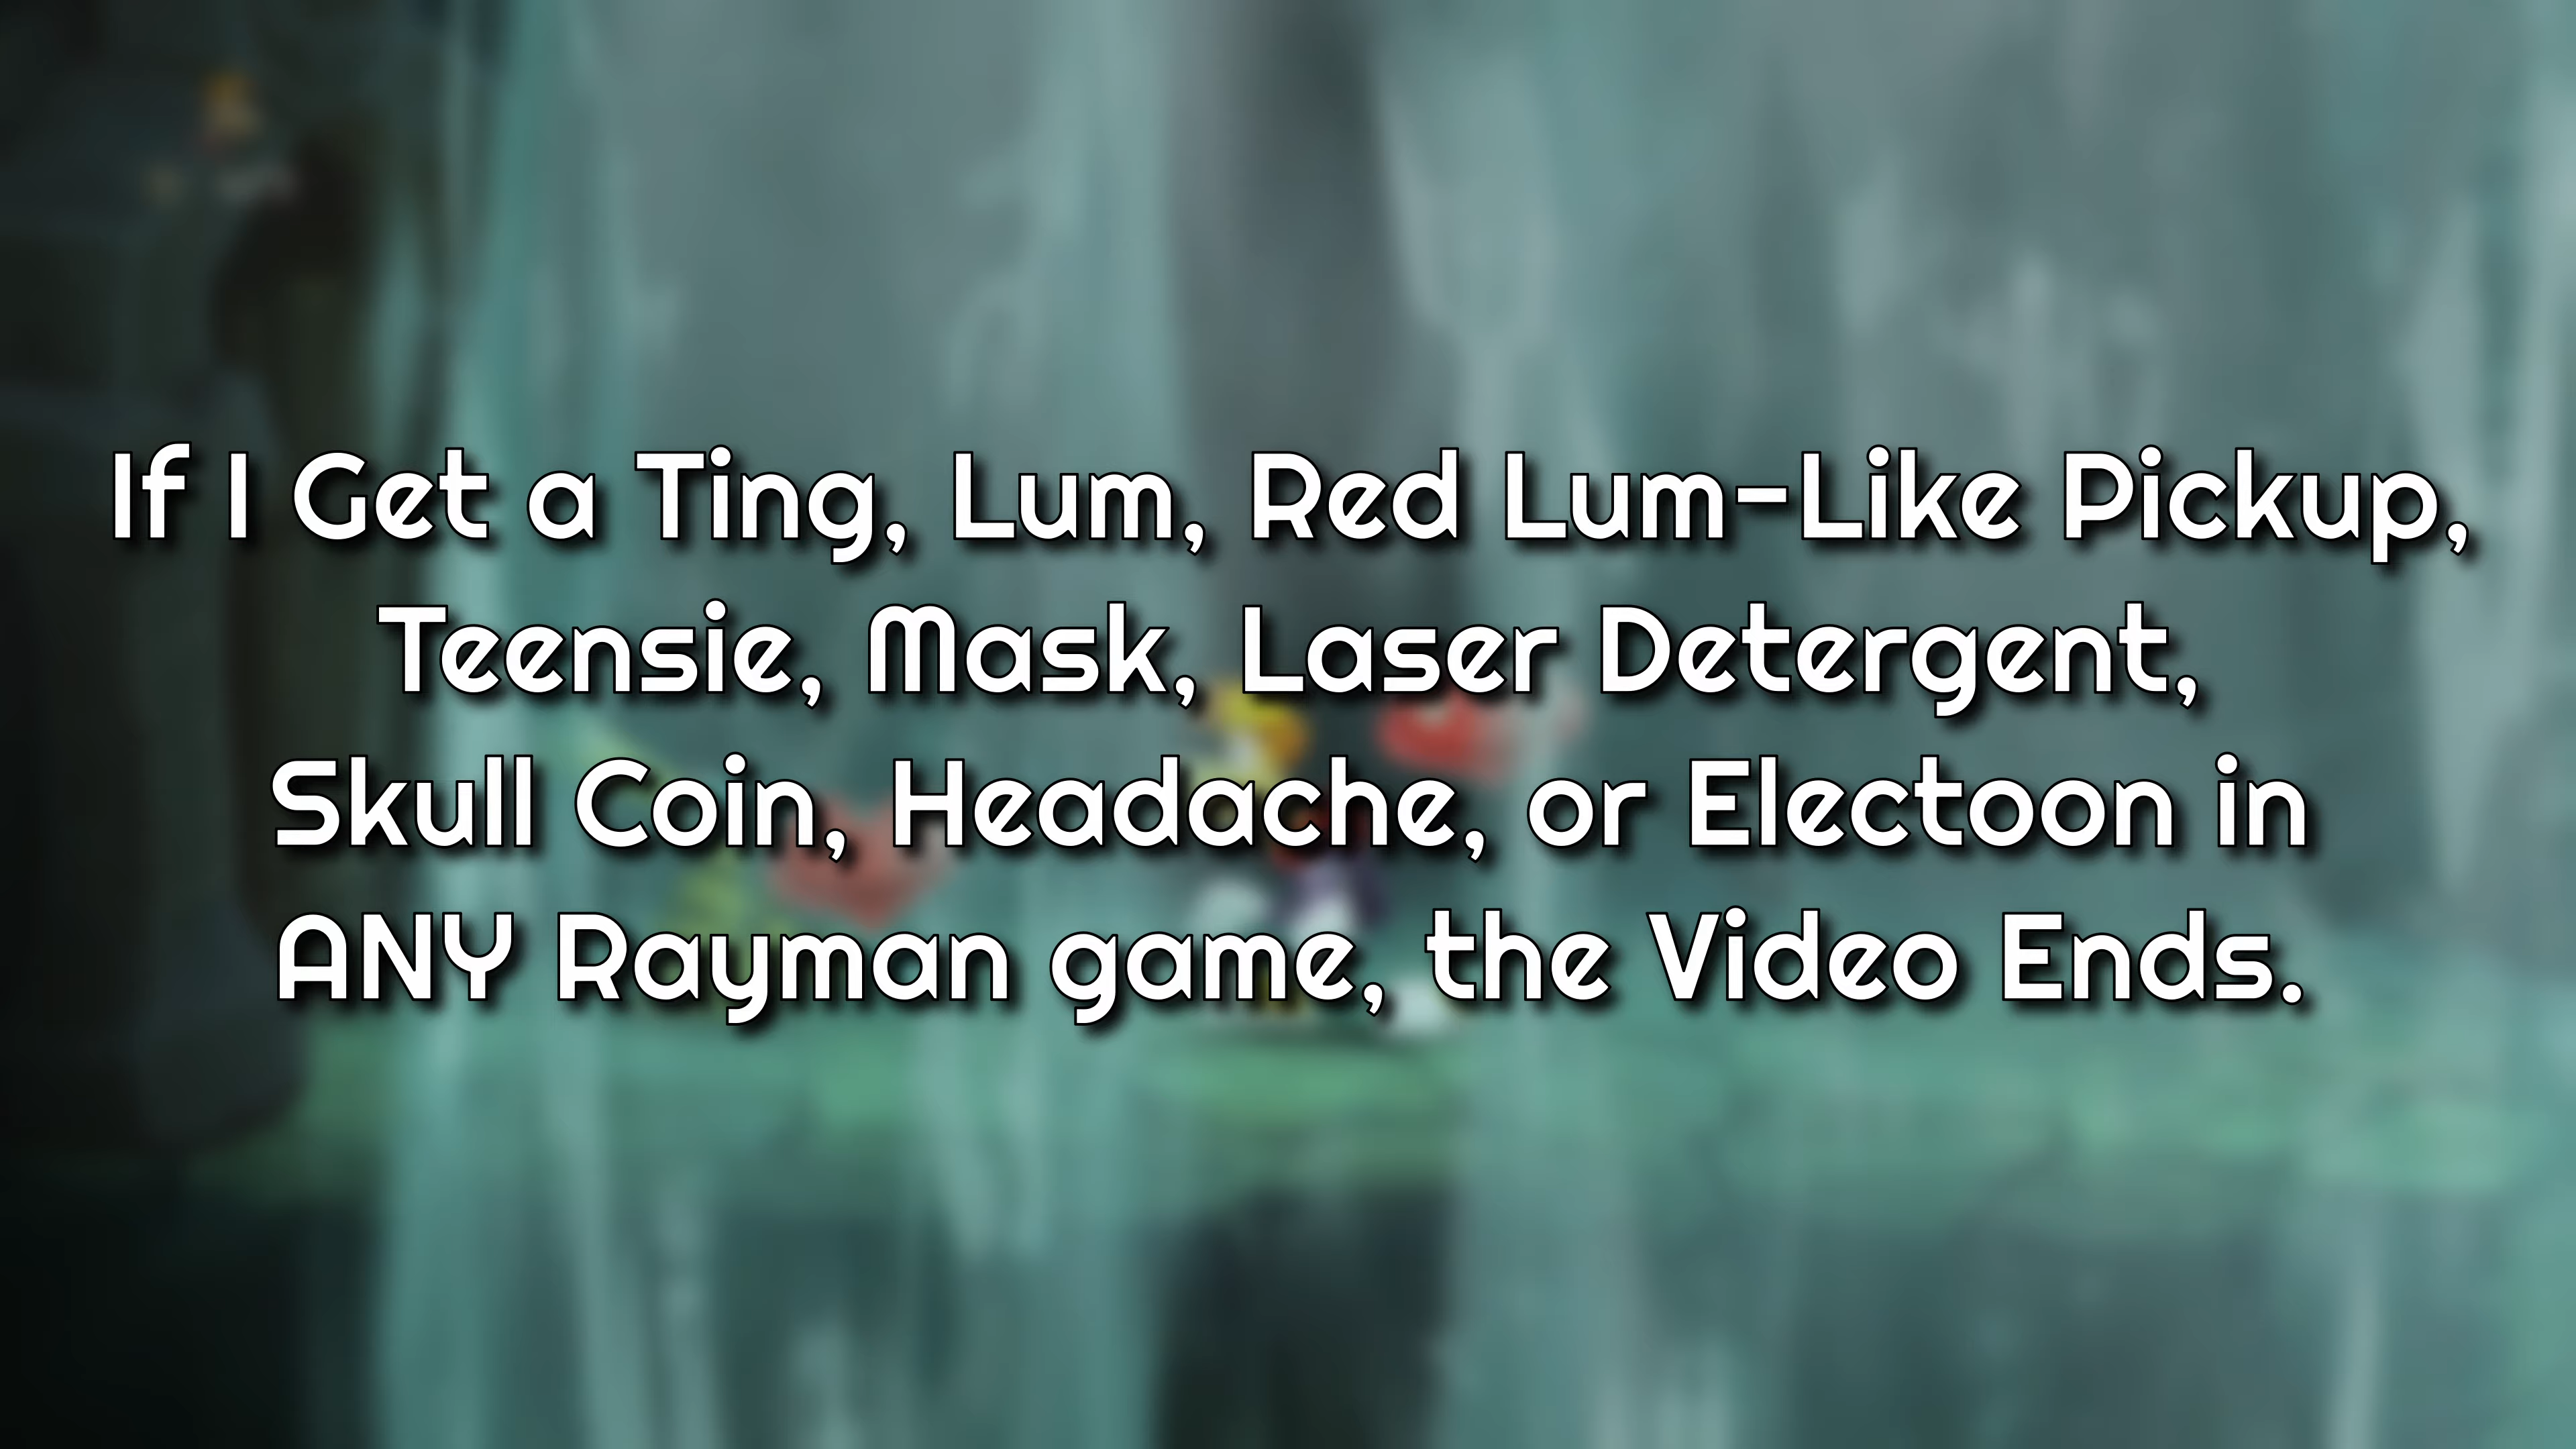 If I Get a Ting, Lum, Red Lum-Like Pickup,
Teensie, Mask, Laser Detergent,
Skull Coin, Headache, or Electoon in
ANY Rayman game, the Video Ends.